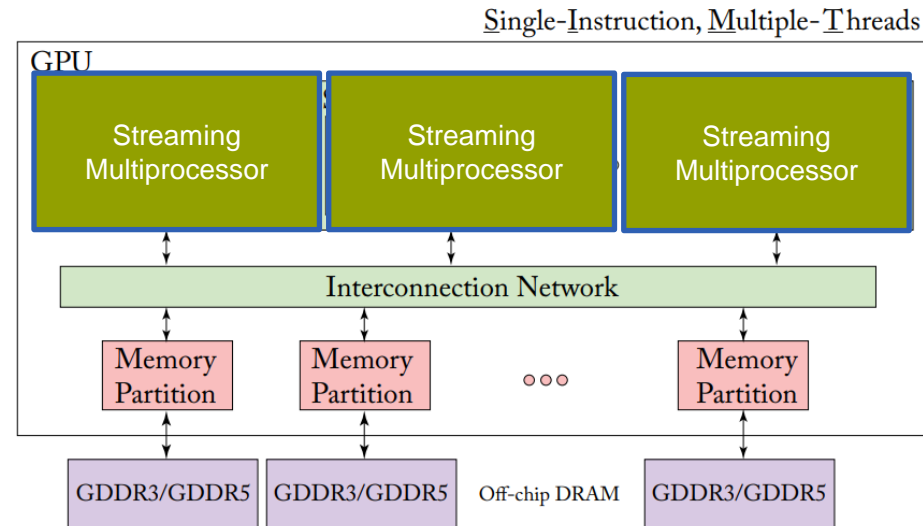 Single-Instruction, Multiple-Threads
GPU
Streaming
Multiprocessor
Streaming
Multiprocessor
Streaming
Multiprocessor
Interconnection Network
Memory
Partition
Memory
Partition
Memory
Partition
GDDR3/GDDR5
GDDR3/GDDR5
Off-chip DRAM
GDDR3/GDDR5